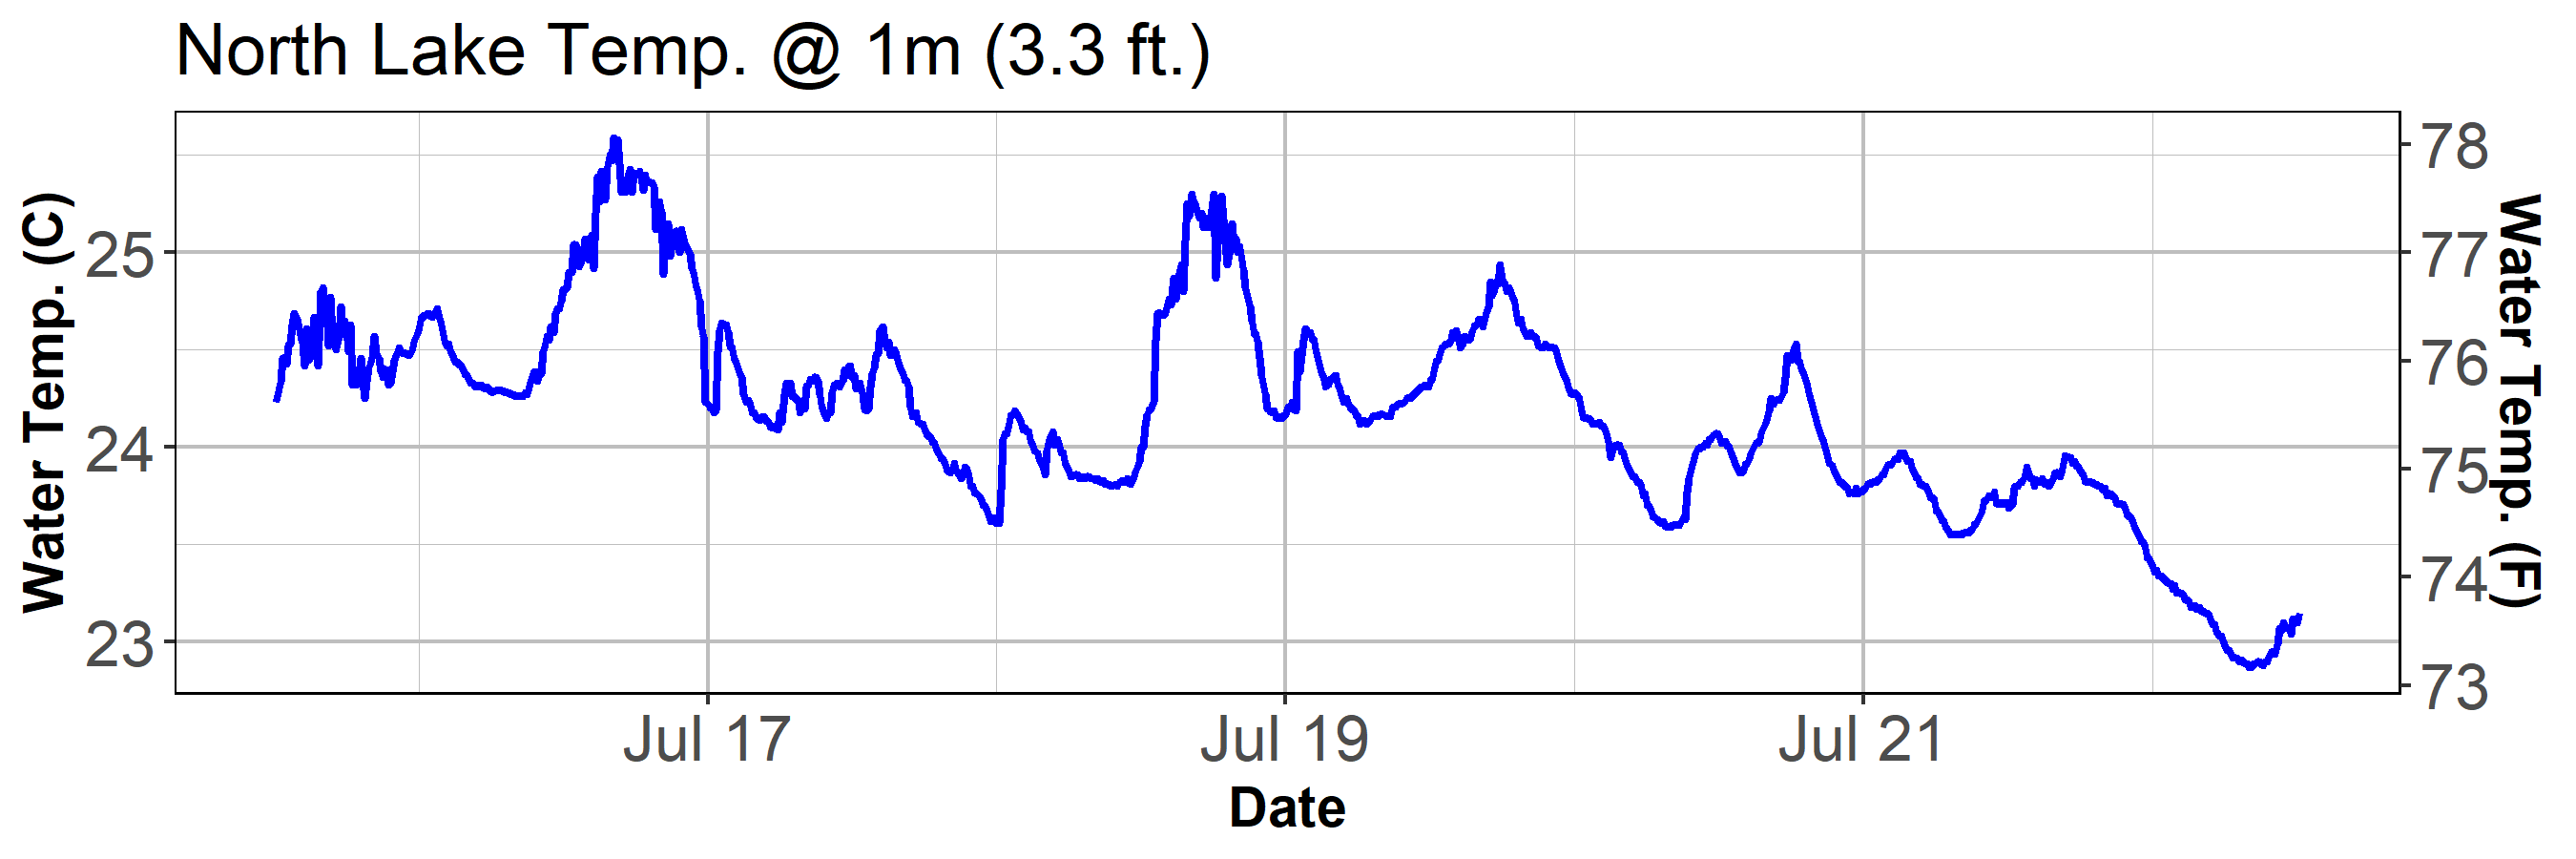 North Lake Temp. @ 1m (3.3 ft.)
Water Temp. (C)
25
24
23
78
77
76
75
74
73
Water Temp. (F)
Jul 17 Jul 19 Jul 21
Date